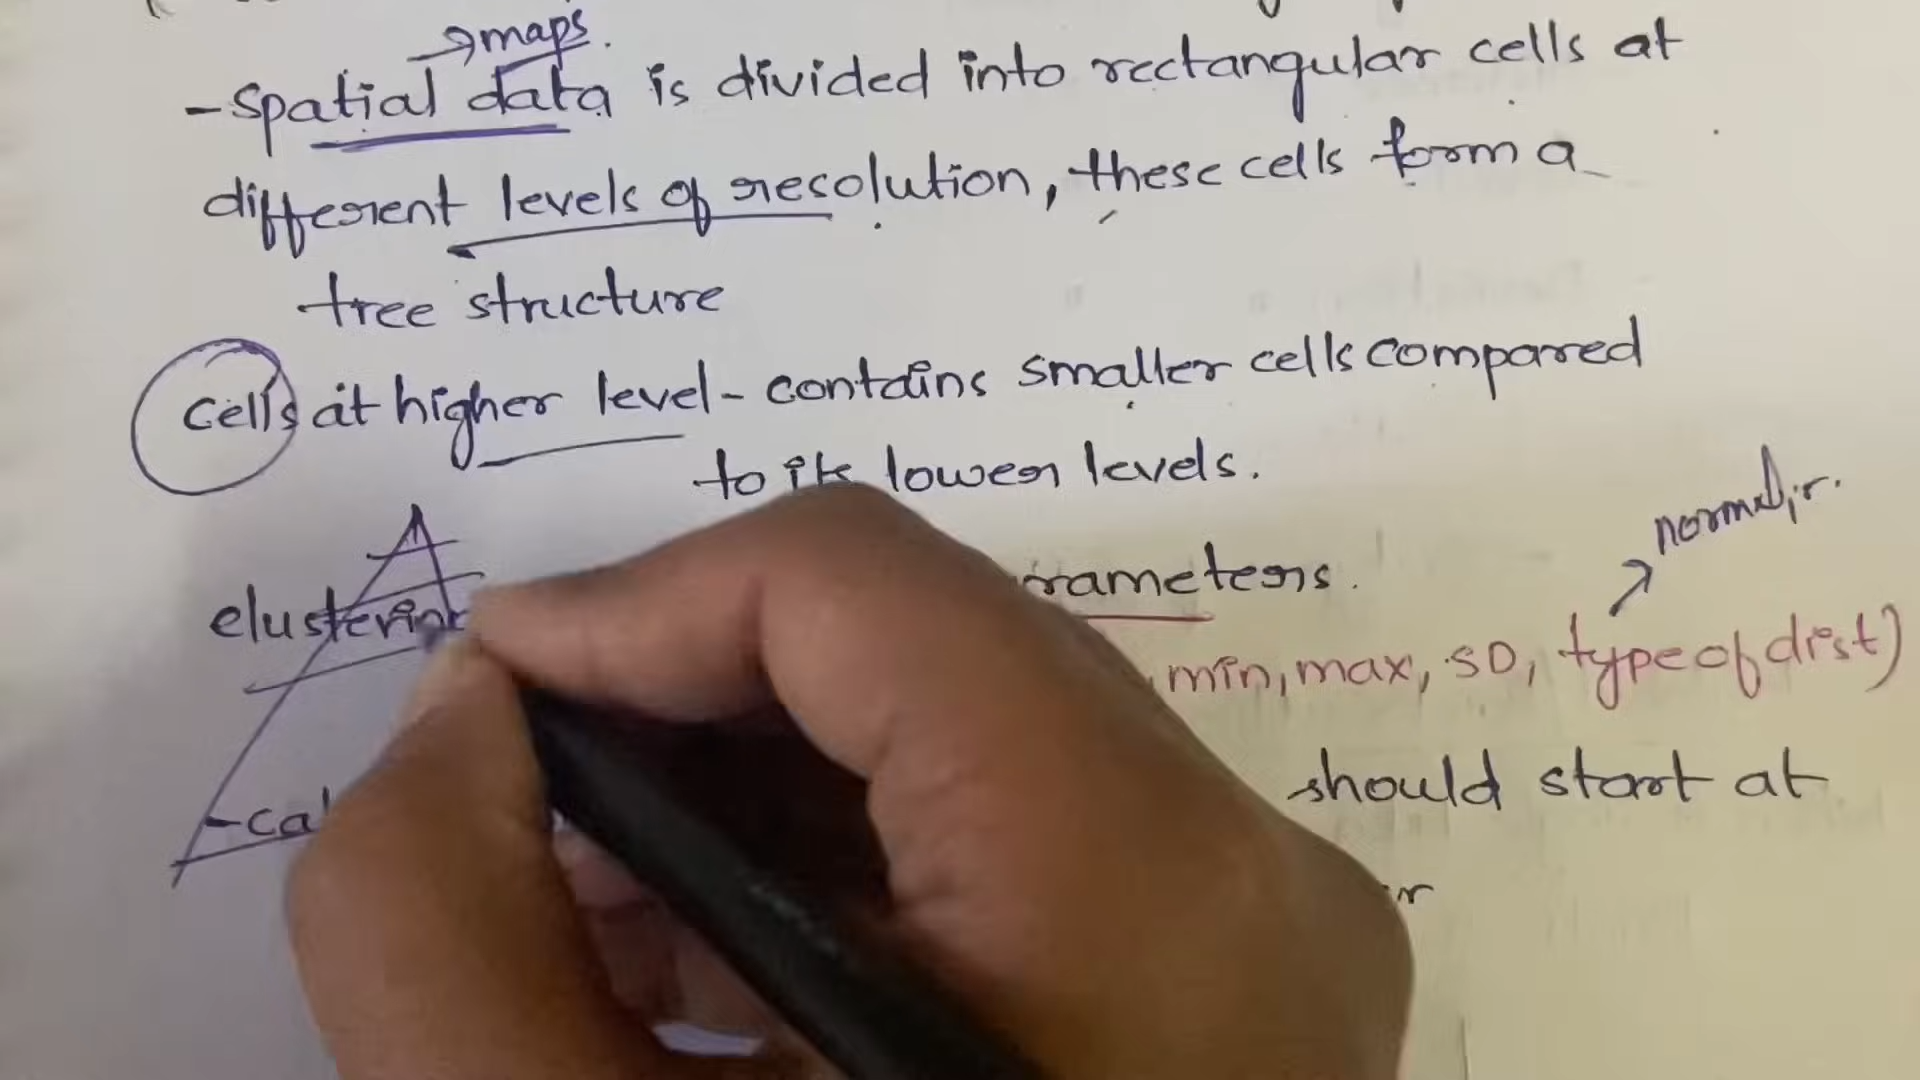 → maps.
- Spatial data is divided into rectangular cells at
different levels of resolution, these cells form a
tree structure
cells at higher level - contains smaller cells compared
to its lower levels.
normal,
rameters.
min, max, SD, type of dist)
should start at